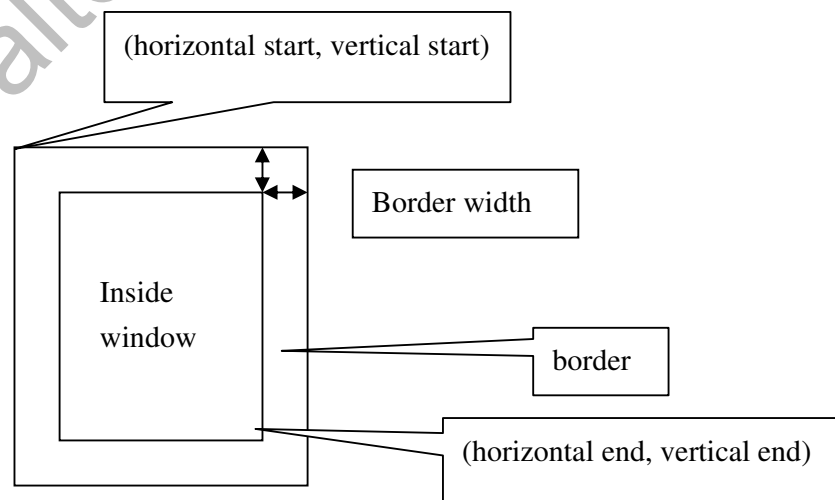 (horizontal start, vertical start)
Border width
Inside
window
border
(horizontal end, vertical end)